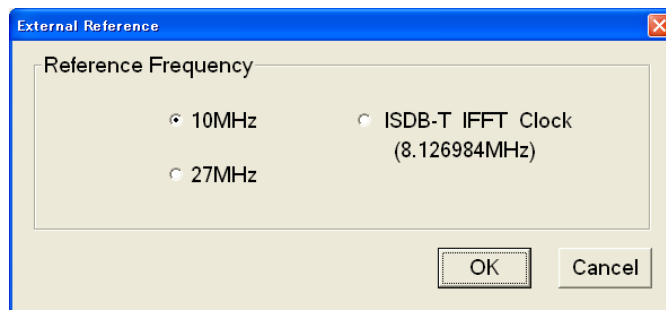 External Reference
Reference Frequency
10MHz
ISDB-T IFFT Clock
(8.126984MHz)
27MHz
OK
Cancel